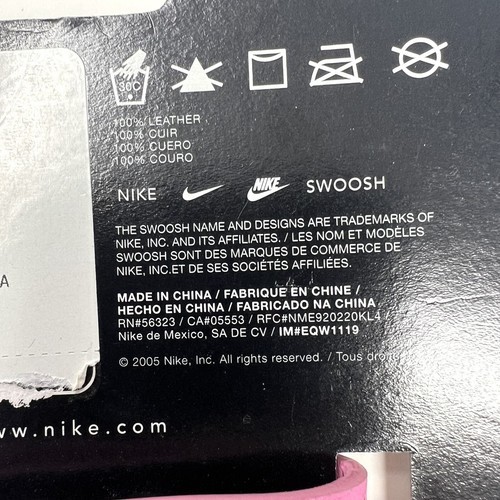 30C
100% LEATHER
100% CUIR
100% CUERO
100% COURO
NIKE NIKE SWOOSH
THE SWOOSH NAME AND DESIGNS ARE TRADEMARKS OF
NIKE, INC. AND ITS AFFILIATES. / LES NOM ET MODÈLES
SWOOSH SONT DES MARQUES DE COMMERCE DE
NIKE, INC.ET DE SES SOCIÉTÉS AFFILIÉES.
A
MADE IN CHINA / FABRIQUE EN CHINE /
HECHO EN CHINA / FABRICADO NA CHINA
RN#56323 / CA#05553 / RFC#NME920220KL4 /
Nike de Mexico, SA DE CV / IM#EQW1119
© 2005 Nike, Inc. All rights reserved. / Tous
www.nike.com